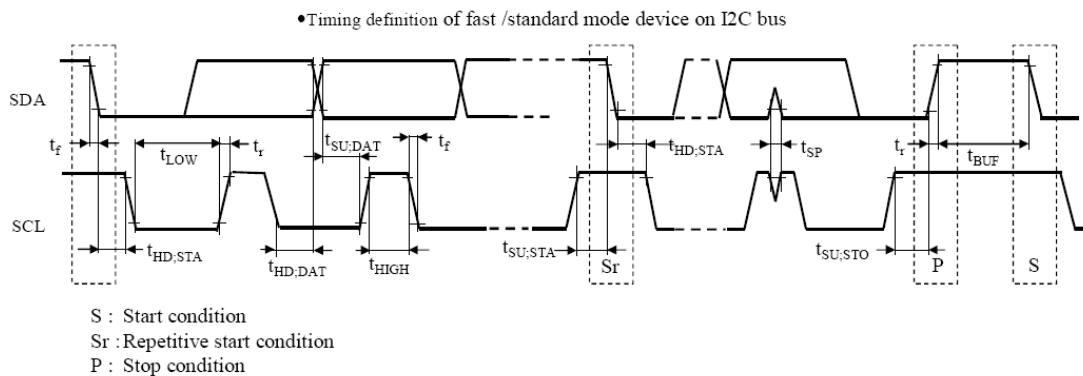 •Timing definition of fast /standard mode device on I2C bus
SDA
tf
tLOW
tr
tSU;DAT
tf
tHD;STA
tSP
tr
tBUF
SCL
tHD;STA
tHD;DAT
tHIGH
tSU;STA
Sr
tSU;STO
P
S
S : Start condition
Sr : Repetitive start condition
P : Stop condition